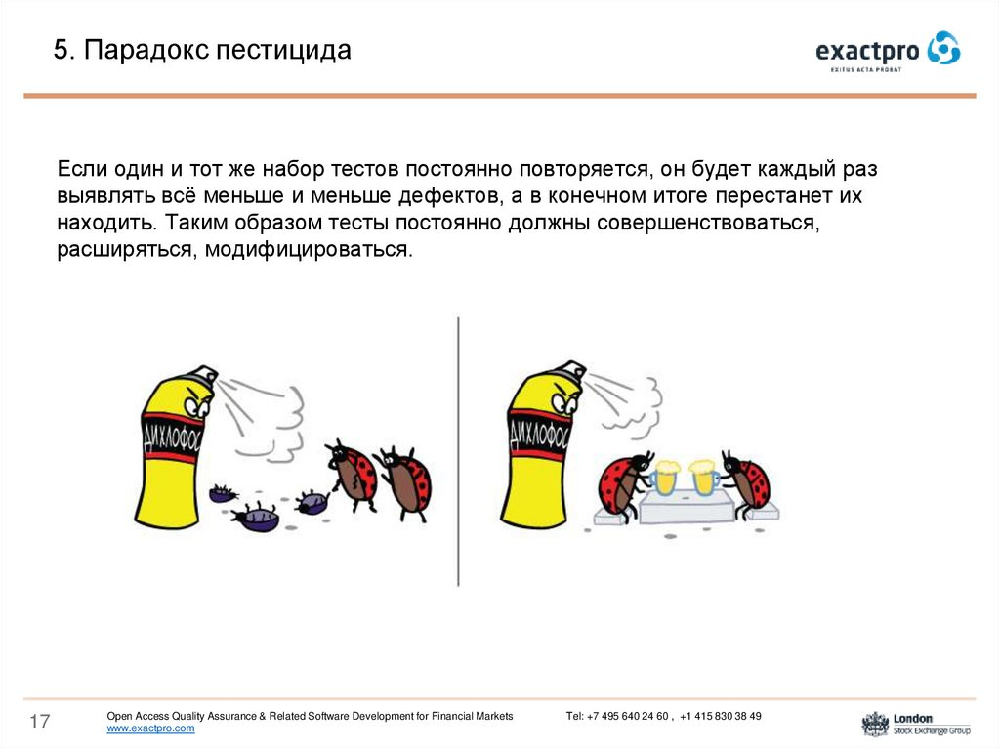 5. Парадокс пестицида
exactpro
EXITUS ACTA PROBAT
Если один и тот же набор тестов постоянно повторяется, он будет каждый раз
выявлять всё меньше и меньше дефектов, а в конечном итоге перестанет их
находить. Таким образом тесты постоянно должны совершенствоваться,
расширяться, модифицироваться.
ДИХЛОФОС
ДИХЛОФОС
17
Open Access Quality Assurance & Related Software Development for Financial Markets
www.exactpro.com
Tel: +7 495 640 24 60 , +1 415 830 38 49
London
Stock Exchange Group